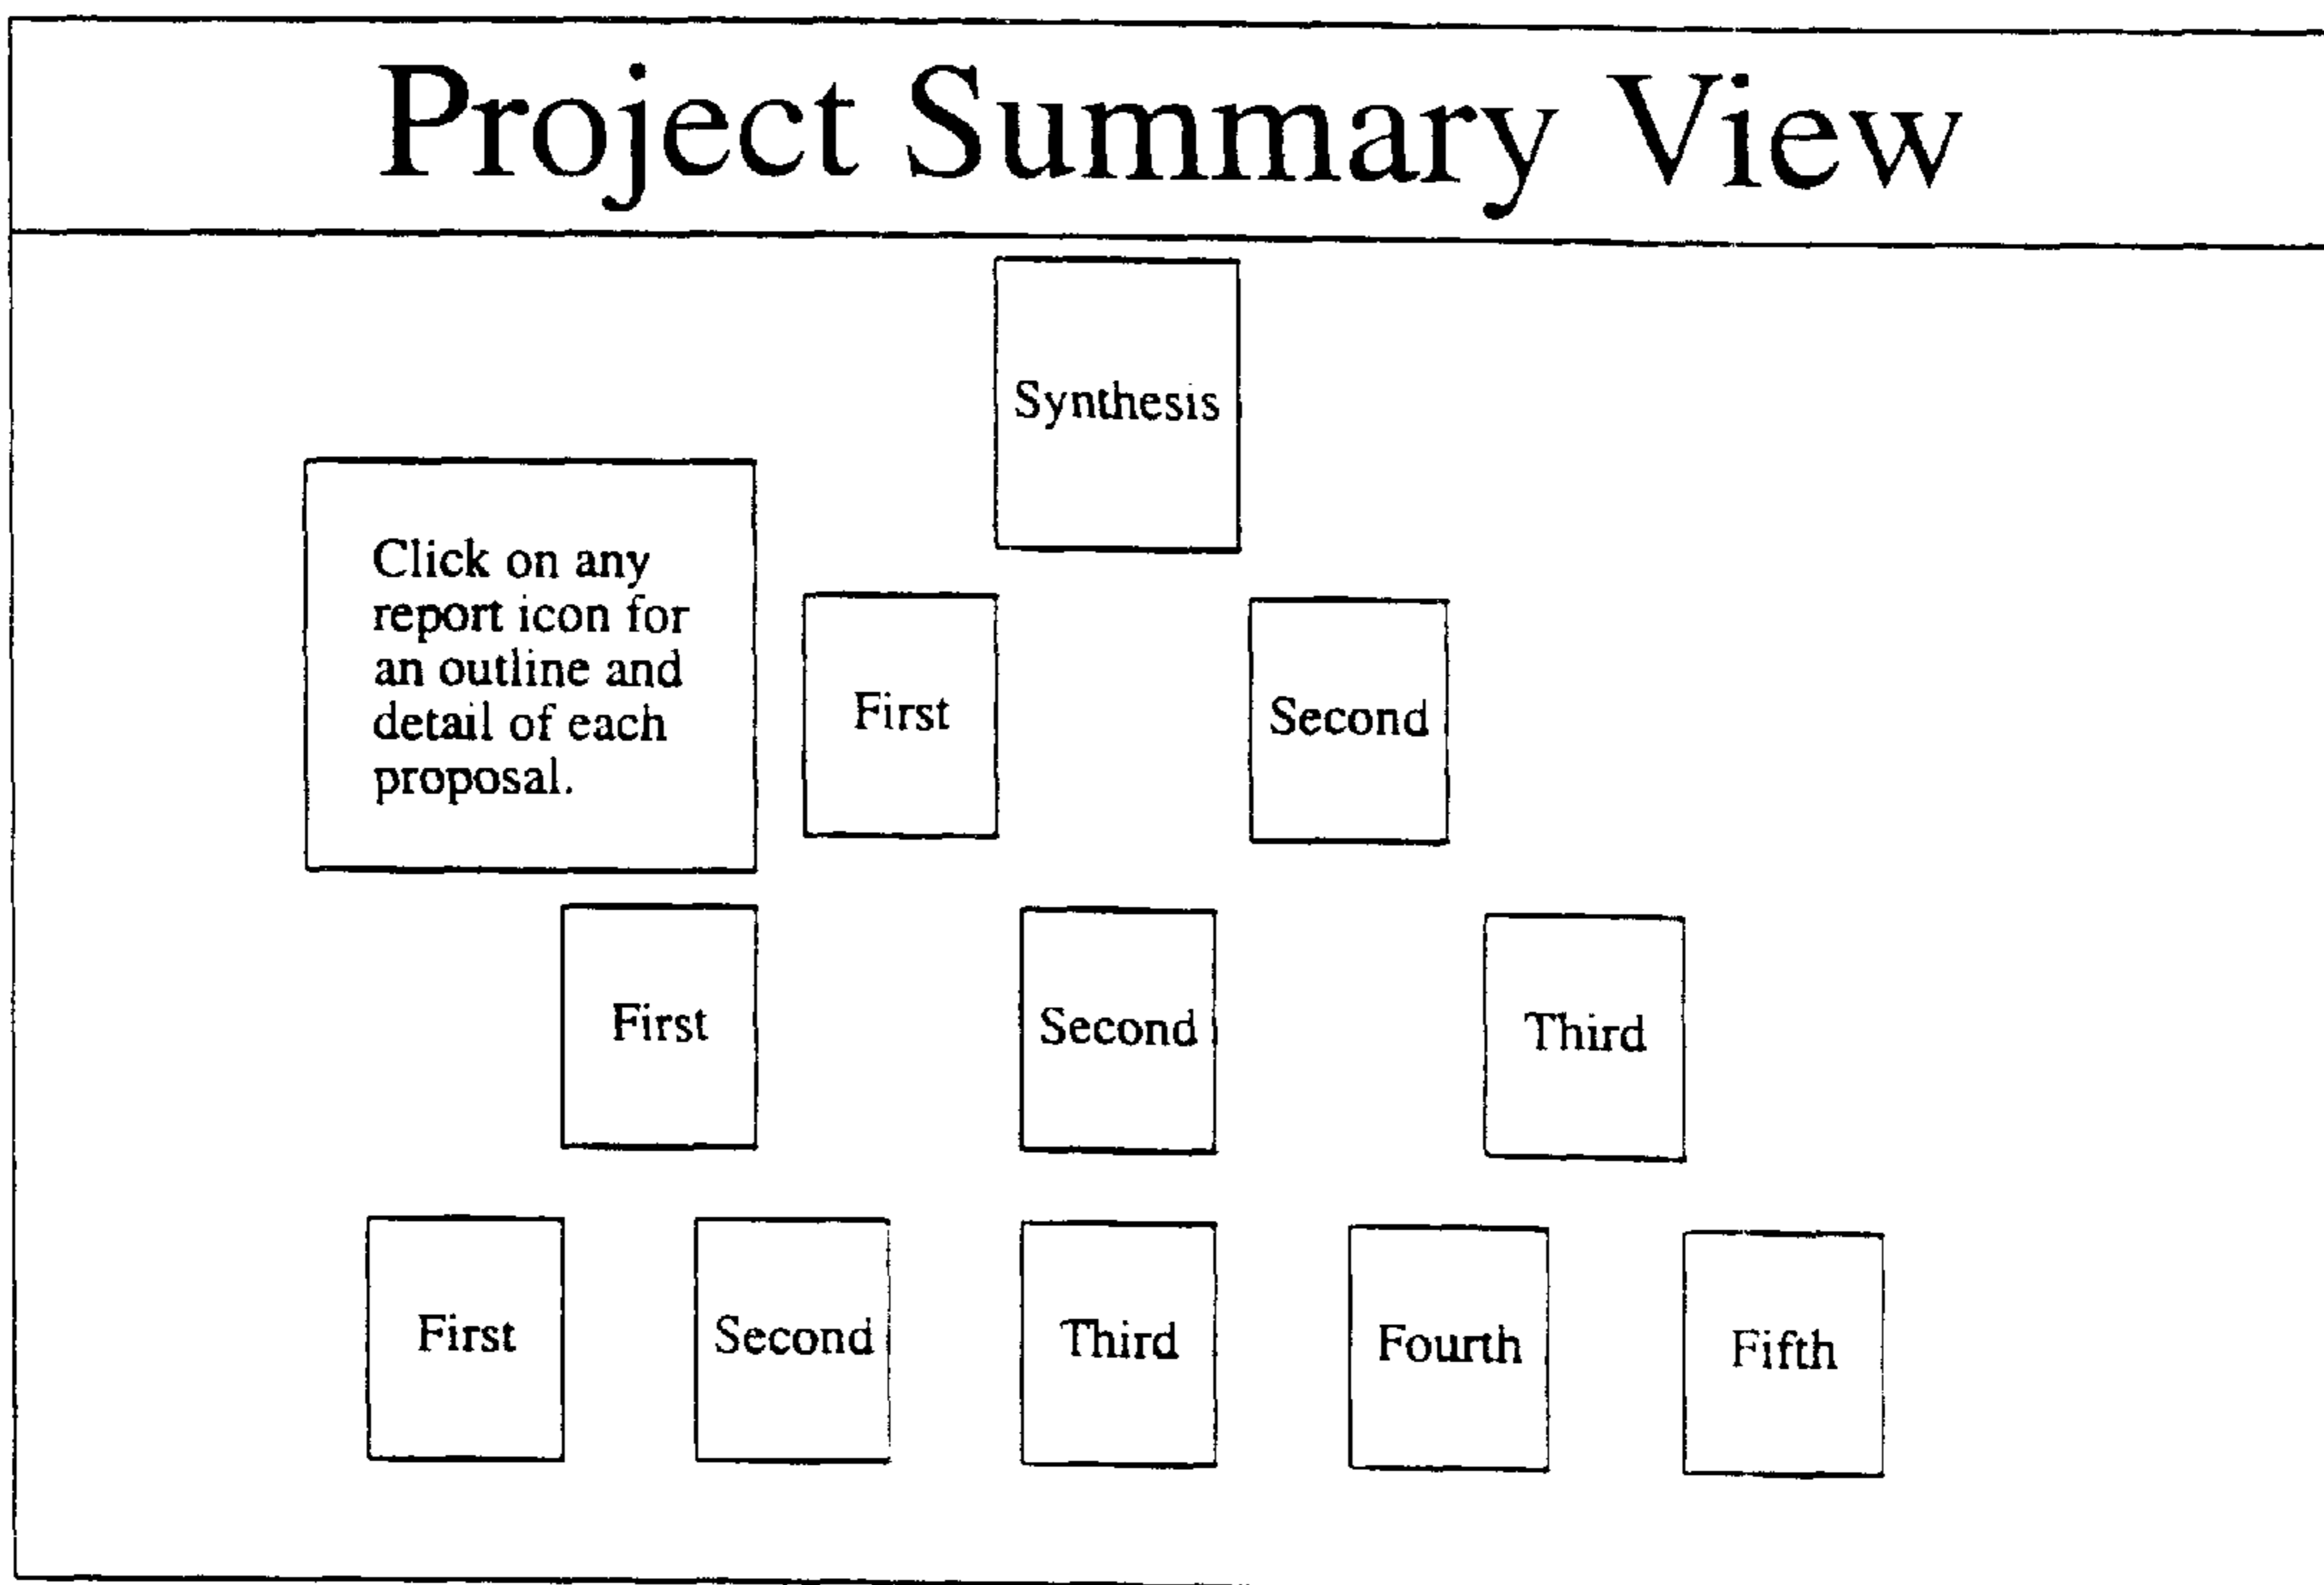 Project Summary View
Synthesis
Click on any
report icon for
an outline and
detail of each
proposal.
First
Second
First
Second
Third
First
Second
Third
Fourth
Fifth